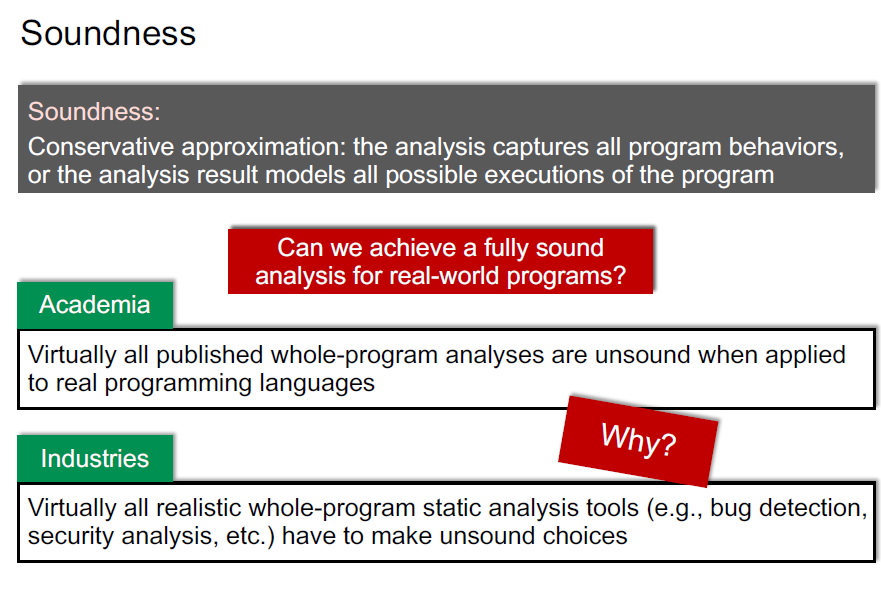 Soundness
Soundness:
Conservative approximation: the analysis captures all program behaviors,
or the analysis result models all possible executions of the program
Can we achieve a fully sound
analysis for real-world programs?
Academia
Virtually all published whole-program analyses are unsound when applied
to real programming languages
Why?
Industries
Virtually all realistic whole-program static analysis tools (e.g., bug detection,
security analysis, etc.) have to make unsound choices